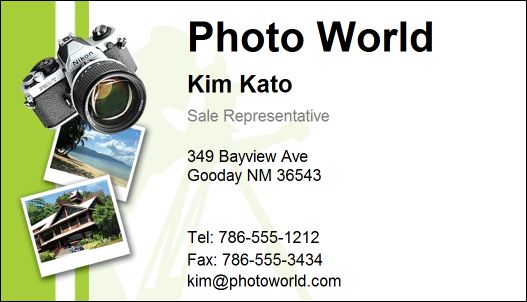 Photo World
Kim Kato
Sale Representative
349 Bayview Ave
Gooday NM 36543
Tel: 786-555-1212
Fax: 786-555-3434
kim@photoworld.com
Nikon